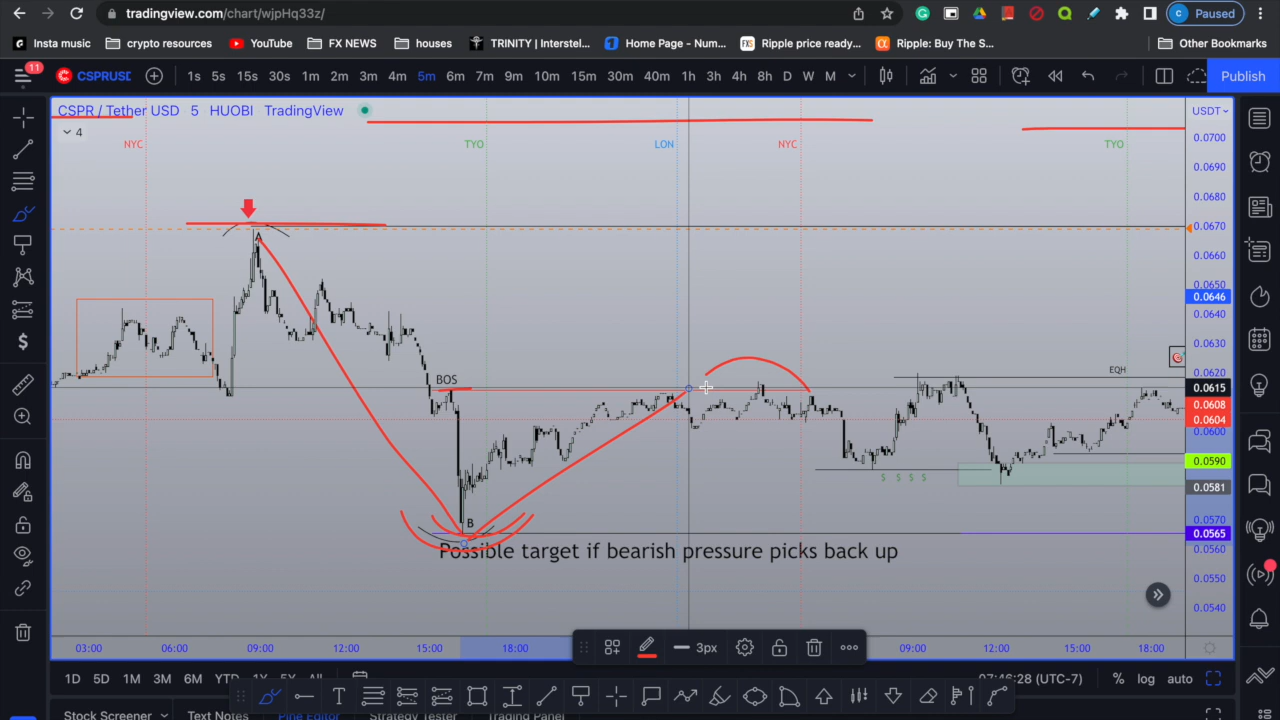 tradingview.com/chart/wjpHq33z/
C Paused
Insta music crypto resources YouTube FX NEWS houses TRINITY | Interstel... Home Page - Num... FXS Ripple price ready... Ripple: Buy The S... Other Bookmarks
11 CSPRUSD 1s 5s 15s 30s 1m 2m 3m 4m 5m 6m 7m 9m 10m 15m 30m 40m 1h 3h 4h 8h D W M Publish
CSPR / Tether USD 5 HUOBI TradingView USDT
4
0.0700
NYC TYO LON NYC TYO
0.0690
0.0680
0.0670
A
0.0660
0.0650
0.0646
0.0640
0.0630
0.0620
EQH
BOS
0.0615
0.0608
0.0604
0.0600
0.0590
$ $ $ $
0.0581
0.0570
B
0.0565
Possible target if bearish pressure picks back up
0.0560
0.0550
0.0540
03:00 06:00 09:00 12:00 15:00 18:00 09:00 12:00 15:00 18:00
3px
1D 5D 1M 3M 6M YTD 1Y 5Y All 07:46:28 (UTC-7) % log auto
Stock Screener Text Notes Pine Editor Strategy Tester Trading Panel